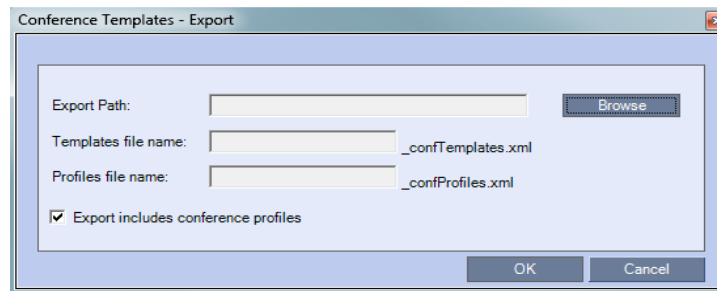 Conference Templates - Export
Export Path: Browse
Templates file name: _confTemplates.xml
Profiles file name: _confProfiles.xml
Export includes conference profiles
OK Cancel